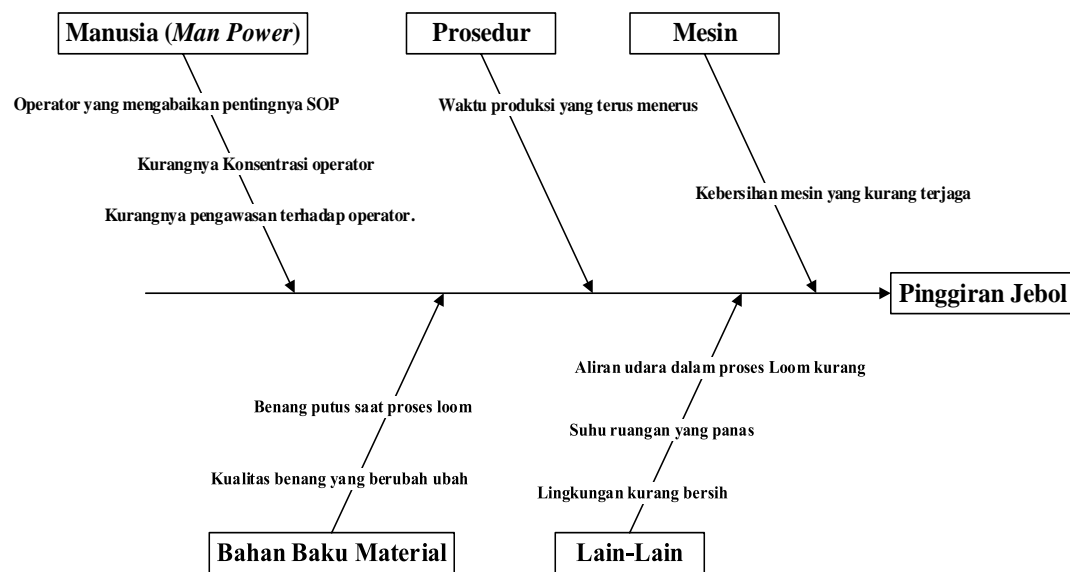 Manusia (Man Power)
Prosedur
Mesin
Operator yang mengabaikan pentingnya SOP
Waktu produksi yang terus menerus
Kurangnya Konsentrasi operator
Kebersihan mesin yang kurang terjaga
Kurangnya pengawasan terhadap operator.
Pinggiran Jebol
Aliran udara dalam proses Loom kurang
Benang putus saat proses loom
Suhu ruangan yang panas
Kualitas benang yang berubah ubah
Lingkungan kurang bersih
Bahan Baku Material
Lain-Lain